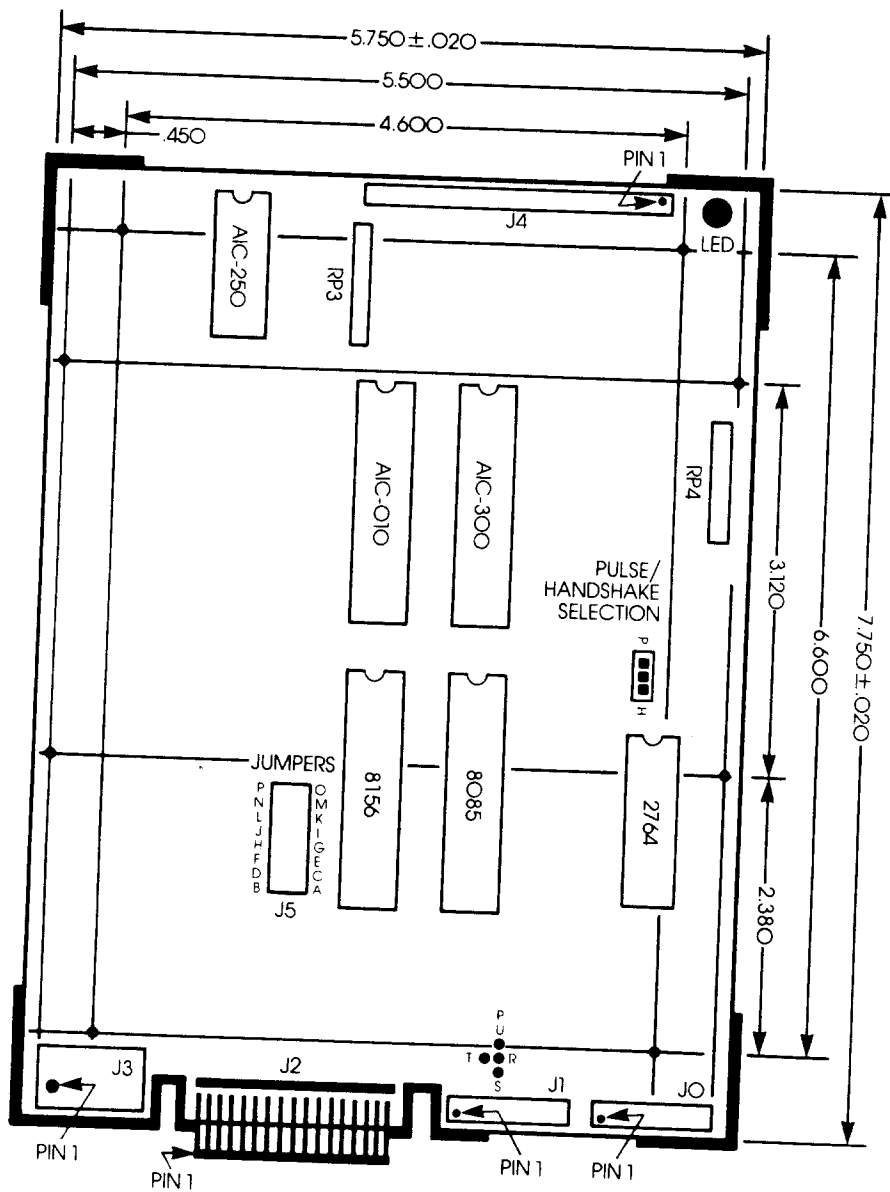 5.750±.020
5.500
4.600
.450
PIN 1
J4
LED
AIC-250
RP3
RP4
AIC-010
AIC-300
3.120
6.600
7.750±.020
PULSE/
HANDSHAKE
SELECTION
P
H
JUMPERS
P O
N M
L K
J I
H G
F E
D C
B A
J5
8156
8085
2764
2.380
P
U
T R
S
J3
J2
J1
J0
PIN 1
PIN 1
PIN 1
PIN 1